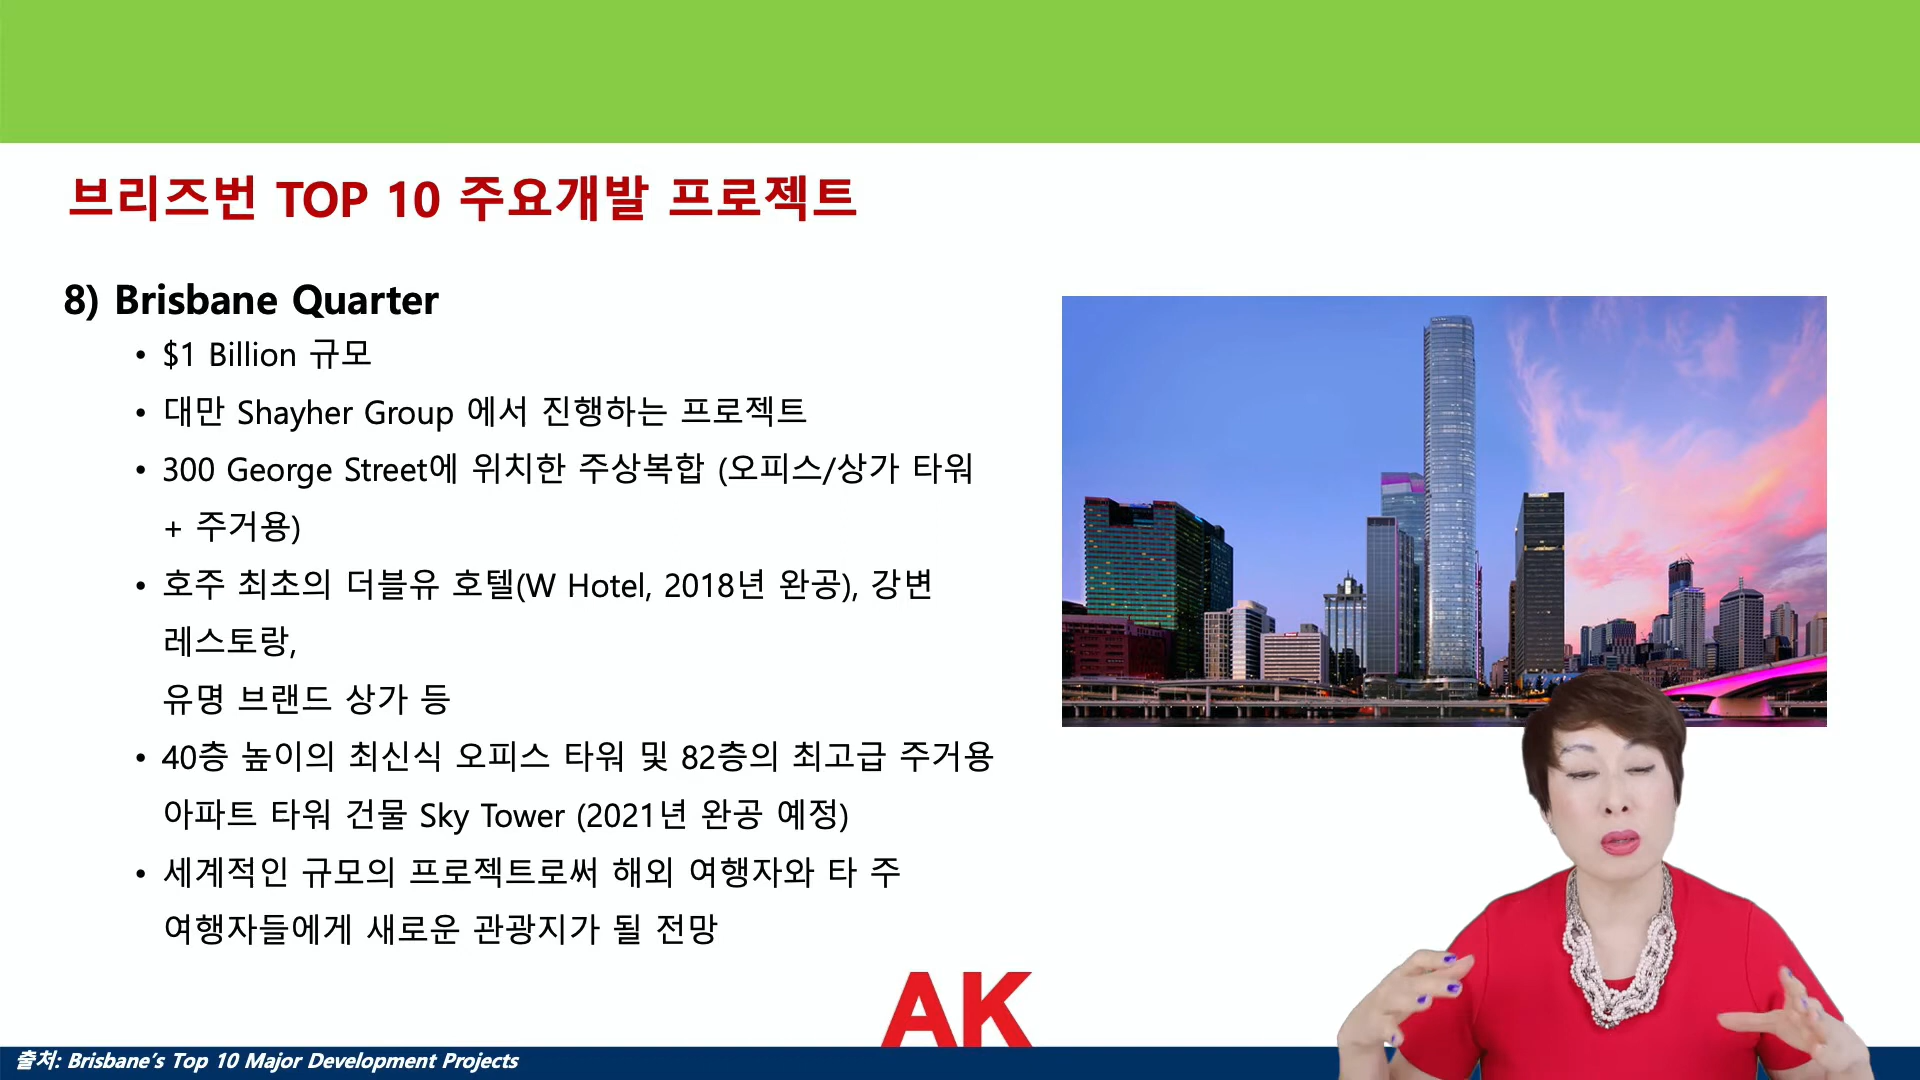 브리즈번 TOP 10 주요개발 프로젝트
8) Brisbane Quarter
• $1 Billion 규모
• 대만 Shayher Group 에서 진행하는 프로젝트
• 300 George Street에 위치한 주상복합 (오피스/상가 타워
+ 주거용)
• 호주 최초의 더블유 호텔(W Hotel, 2018년 완공), 강변
레스토랑,
유명 브랜드 상가 등
• 40층 높이의 최신식 오피스 타워 및 82층의 최고급 주거용
아파트 타워 건물 Sky Tower (2021년 완공 예정)
• 세계적인 규모의 프로젝트로써 해외 여행자와 타 주
여행자들에게 새로운 관광지가 될 전망
AK
출처: Brisbane’s Top 10 Major Development Projects